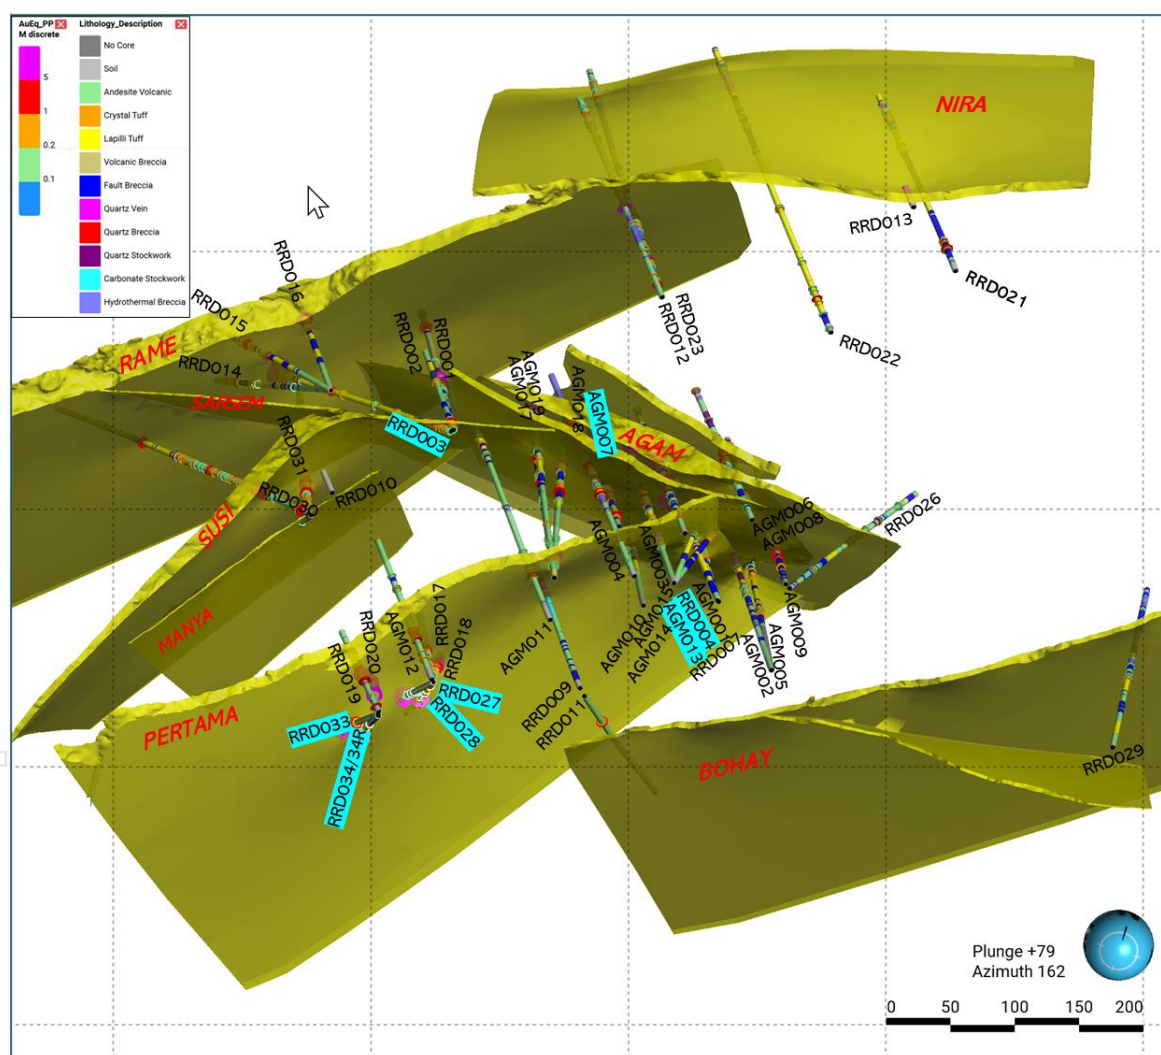 AuEq_PP
M discrete
5
1
0.2
0.1
Lithology_Description
No Core
Soil
Andesite Volcanic
Crystal Tuff
Lapilli Tuff
Volcanic Breccia
Fault Breccia
Quartz Vein
Quartz Breccia
Quartz Stockwork
Carbonate Stockwork
Hydrothermal Breccia
NIRA
RRD013
RRD021
RRD016
RRD015
RRD023
RRD012
RRD022
RAME
RRD014
RRD002
RRD001
AGM019
AGM017
AGM018
AGM007
SARSEM
RRD003
AGAM
RRD031
RRD010
RRD030
SUSI
AGM006
AGM008
RRD026
AGM004
AGM003
AGM015
AGM001
RRD004
AGM010
AGM013
AGM014
RRD007
AGM009
AGM005
AGM002
MANYA
RRD017
AGM012
RRD018
RRD020
RRD019
AGM011
RRD009
RRD011
RRD027
RRD028
RRD033
RRD034/34R
PERTAMA
BOHAY
RRD029
Plunge +79
Azimuth 162
0 50 100 150 200